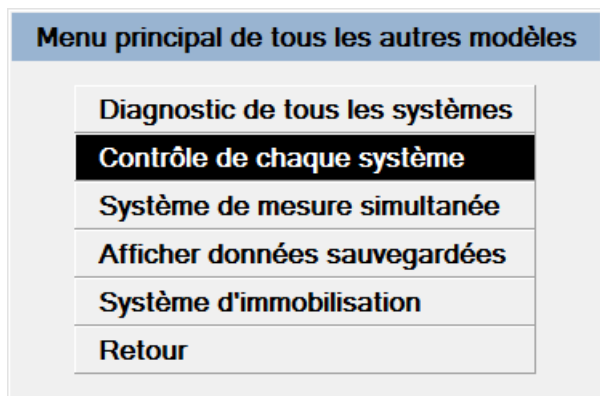 Menu principal de tous les autres modèles
Diagnostic de tous les systèmes
Contrôle de chaque système
Système de mesure simultanée
Afficher données sauvegardées
Système d'immobilisation
Retour